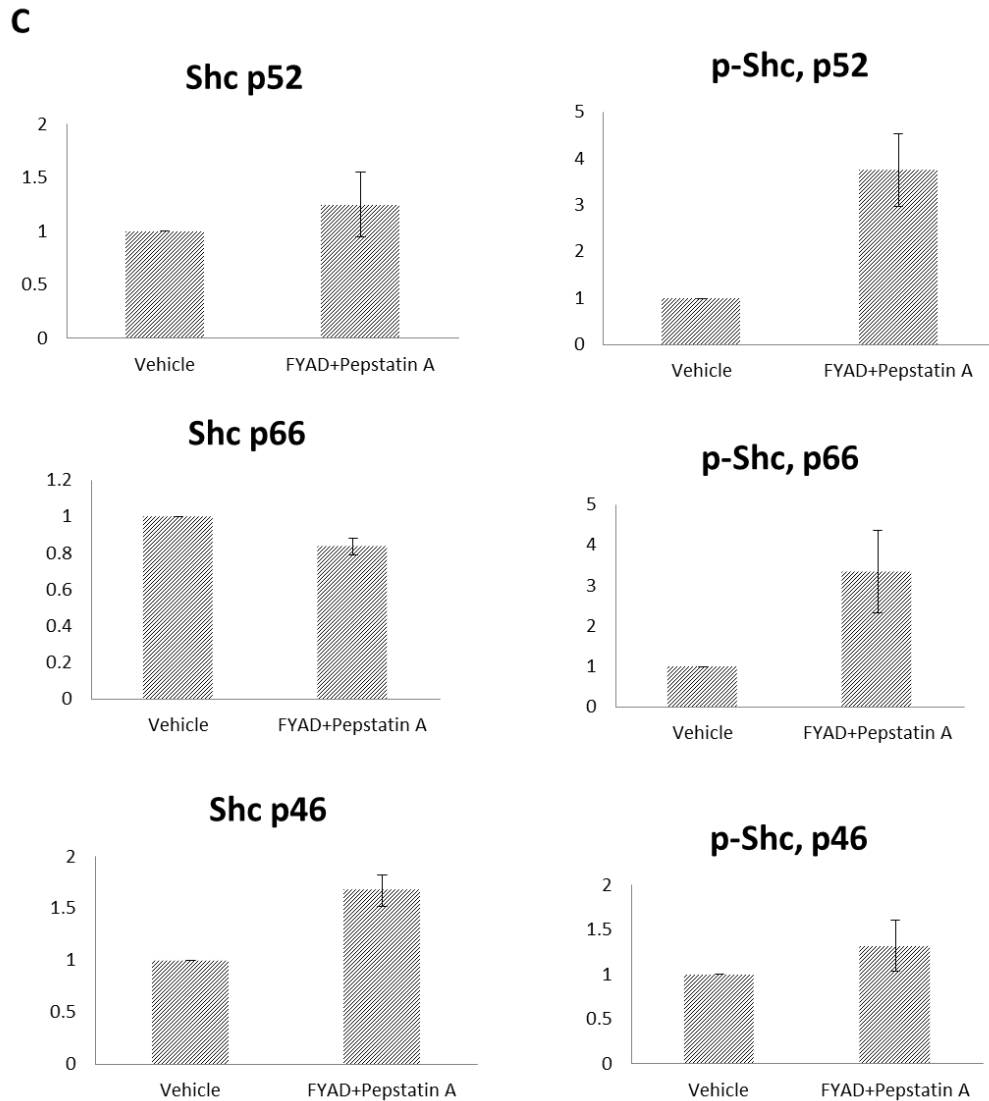 C
Shc p52
2
1.5
1
0.5
0
Vehicle FYAD+Pepstatin A
p-Shc, p52
5
4
3
2
1
0
Vehicle FYAD+Pepstatin A
Shc p66
1.2
1
0.8
0.6
0.4
0.2
0
Vehicle FYAD+Pepstatin A
p-Shc, p66
5
4
3
2
1
0
Vehicle FYAD+Pepstatin A
Shc p46
2
1.5
1
0.5
0
Vehicle FYAD+Pepstatin A
p-Shc, p46
2
1.5
1
0.5
0
Vehicle FYAD+Pepstatin A